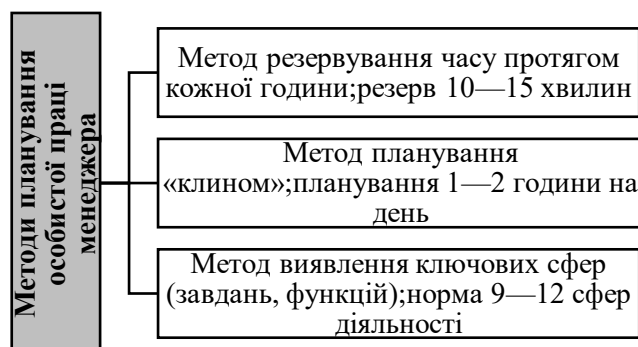 Методи планування
особистої праці
менеджера
Метод резервування часу протягом
кожної години;резерв 10—15 хвилин
Метод планування
«клином»;планування 1—2 години на
день
Метод виявлення ключових сфер
(завдань, функцій);норма 9—12 сфер
діяльності